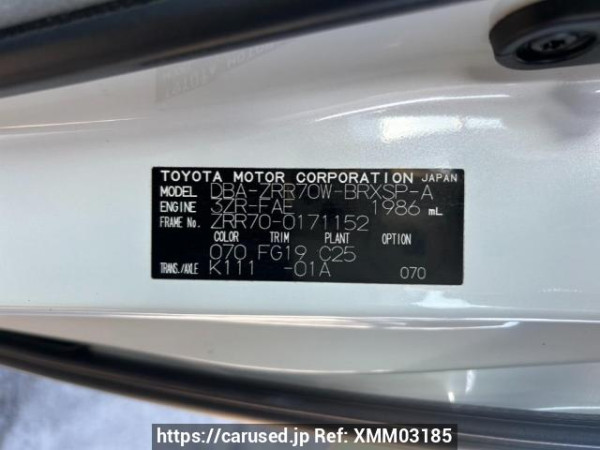 TOYOTA MOTOR CORPORATION JAPAN
MODEL DBA-ZRR70W-BRXSP-A
ENGINE 3ZR-FAE 1986 mL
FRAME No. ZRR70-0171152
COLOR TRIM PLANT OPTION
070 FG19 C25
TRANS./AXLE K111 -01A 070
https://carused.jp Ref: XMM03185